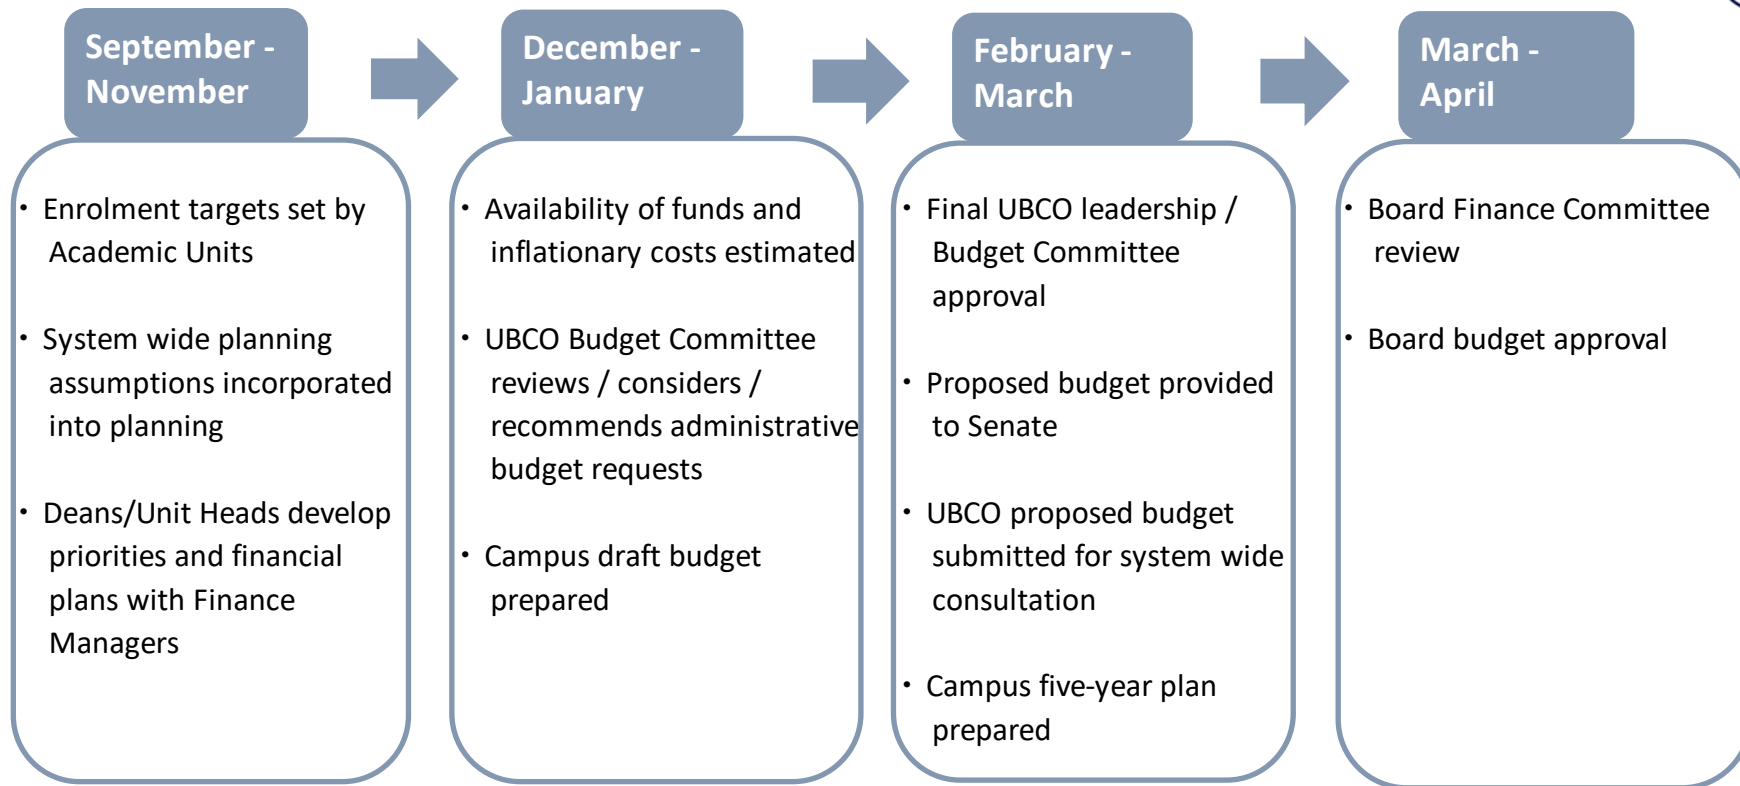 September -
November
• Enrolment targets set by
Academic Units
• System wide planning
assumptions incorporated
into planning
• Deans/Unit Heads develop
priorities and financial
plans with Finance
Managers
December -
January
• Availability of funds and
inflationary costs estimated
• UBCO Budget Committee
reviews / considers /
recommends administrative
budget requests
• Campus draft budget
prepared
February -
March
• Final UBCO leadership /
Budget Committee
approval
• Proposed budget provided
to Senate
• UBCO proposed budget
submitted for system wide
consultation
• Campus five-year plan
prepared
March -
April
• Board Finance Committee
review
• Board budget approval